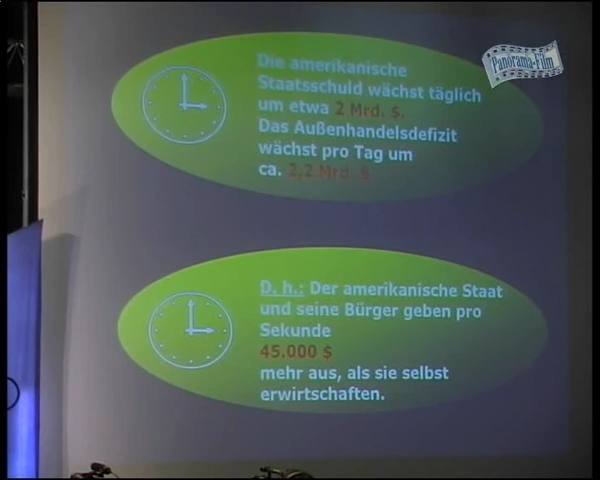 Panorama-Film
Die amerikanische
Staatsschuld wächst täglich
um etwa 2 Mrd. $.
Das Außenhandelsdefizit
wächst pro Tag um
ca. 2,2 Mrd. $
D. h.: Der amerikanische Staat
und seine Bürger geben pro
Sekunde
45.000 $
mehr aus, als sie selbst
erwirtschaften.